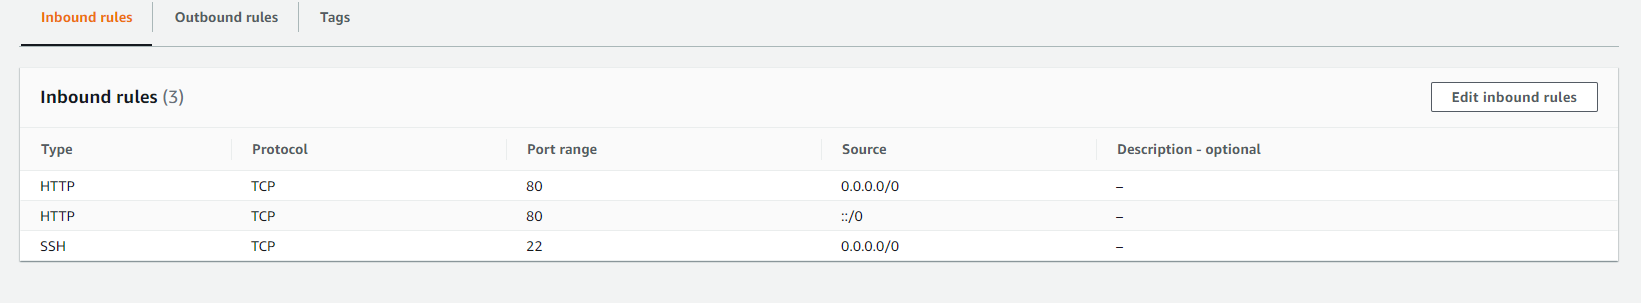 Inbound rules Outbound rules Tags
Inbound rules (3) Edit inbound rules
Type Protocol Port range Source Description - optional
HTTP TCP 80 0.0.0.0/0 –
HTTP TCP 80 ::/0 –
SSH TCP 22 0.0.0.0/0 –